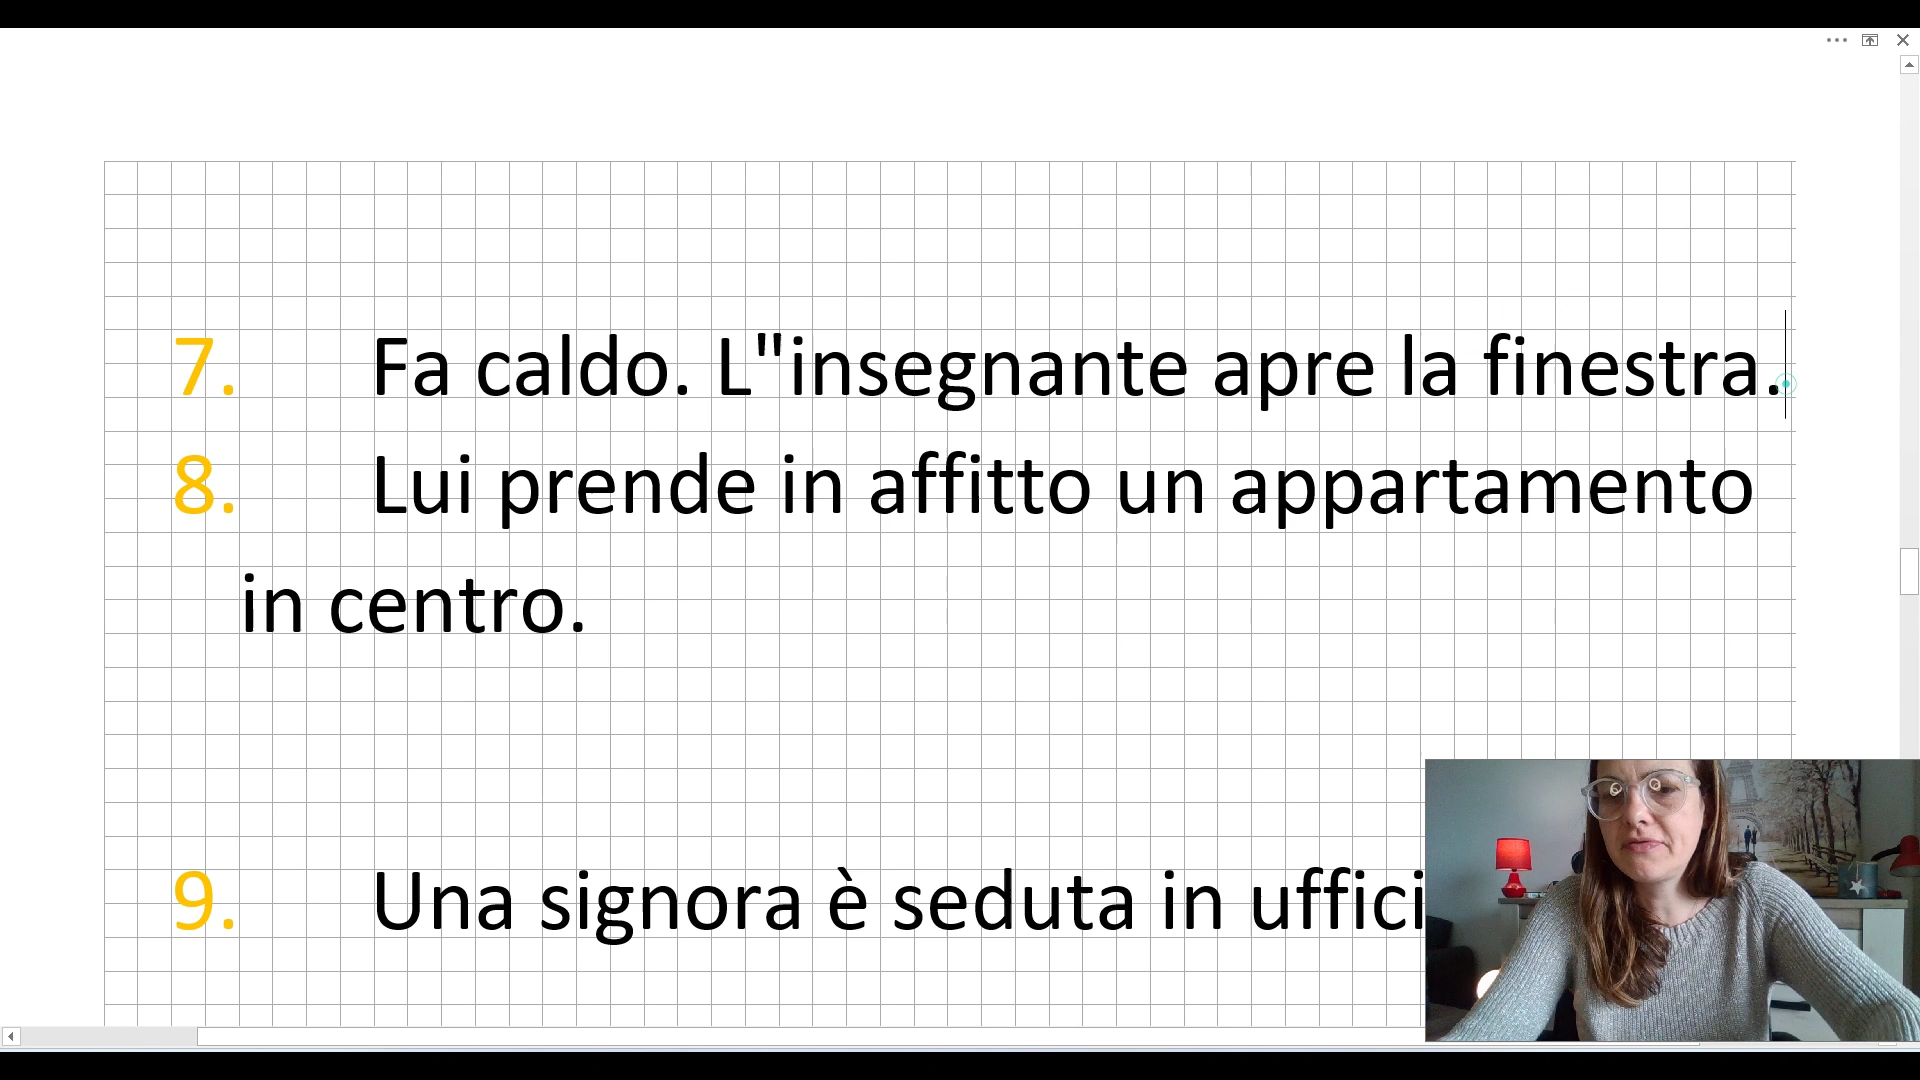 7. Fa caldo. L"insegnante apre la finestra.
8. Lui prende in affitto un appartamento
in centro.
9. Una signora è seduta in uffici